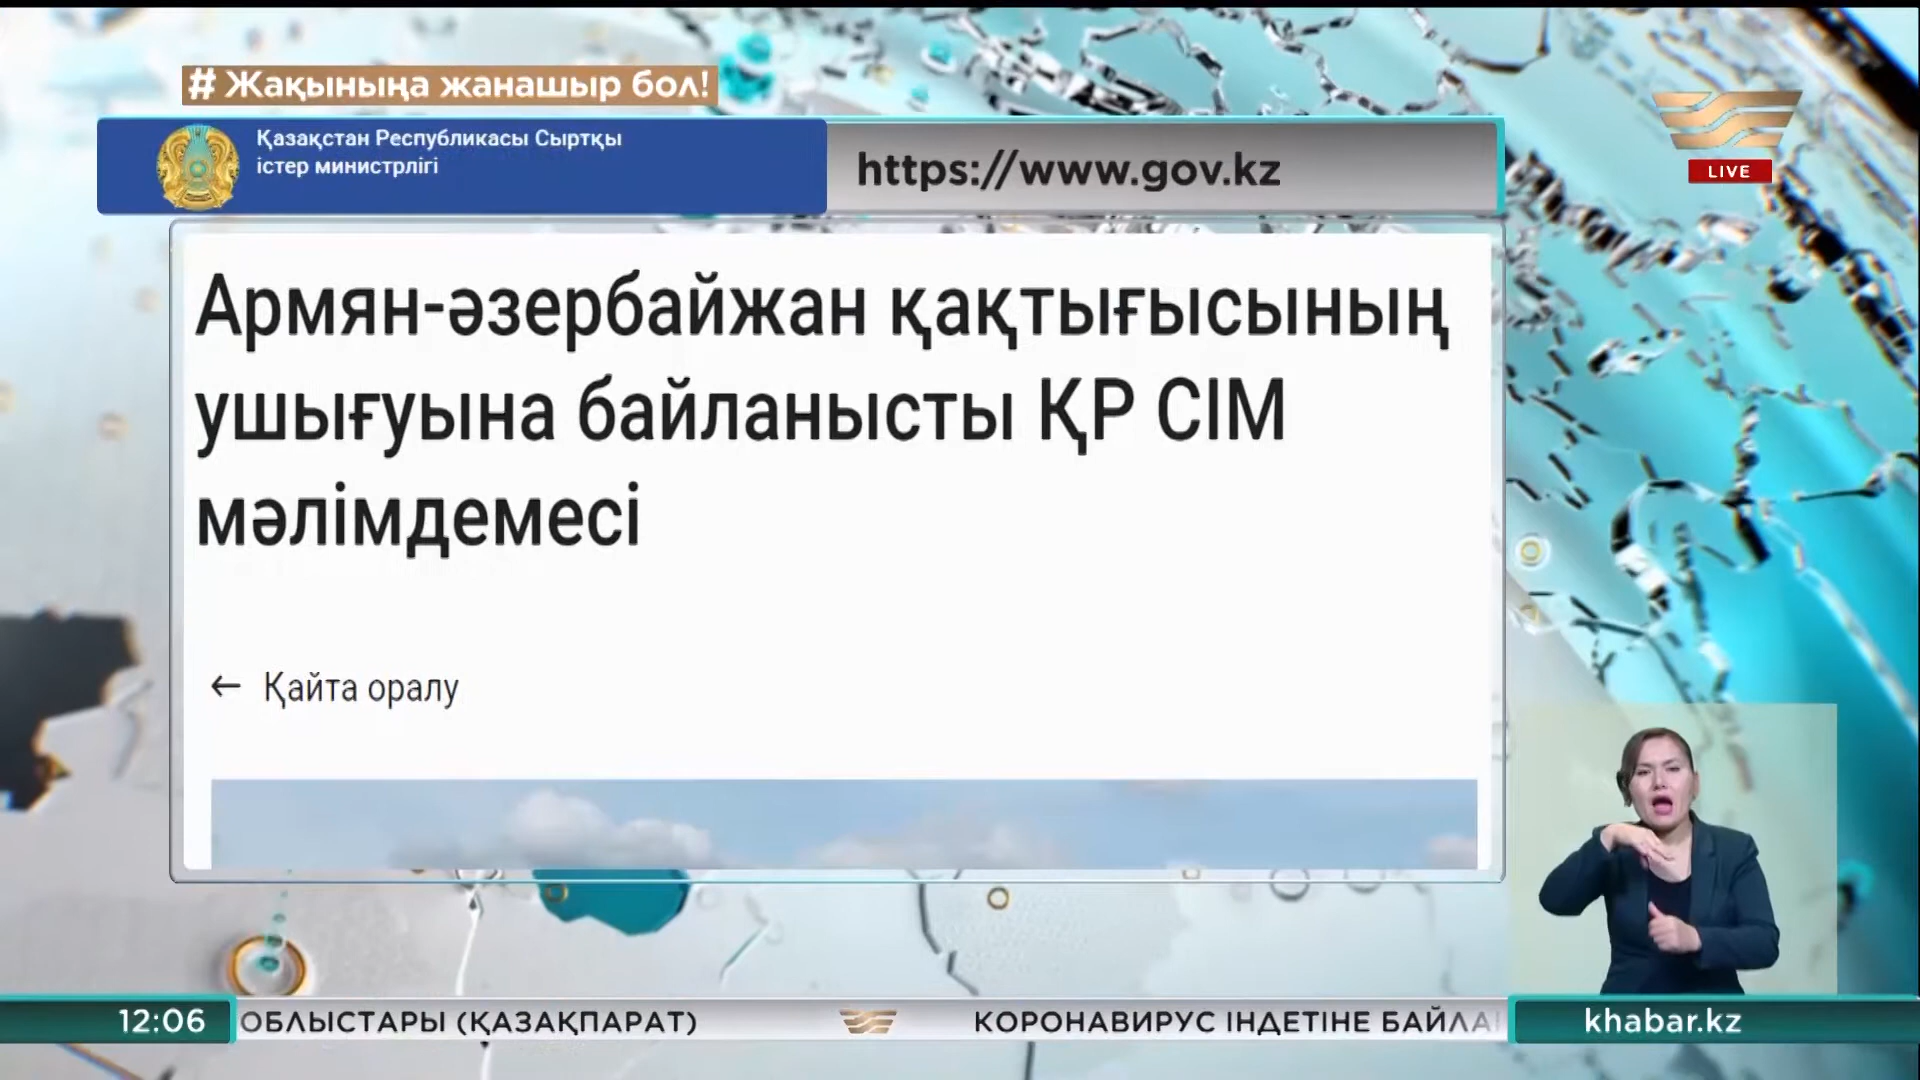 # Жақыныңа жанашыр бол!
Қазақстан Республикасы Сыртқы
істер министрлігі
https://www.gov.kz
LIVE
Армян-әзербайжан қақтығысының
ушығуына байланысты ҚР СІМ
мәлімдемесі
← Қайта оралу
12:06
ОБЛЫСТАРЫ (ҚАЗАҚПАРАТ)
КОРОНАВИРУС ІНДЕТІНЕ
khabar.kz